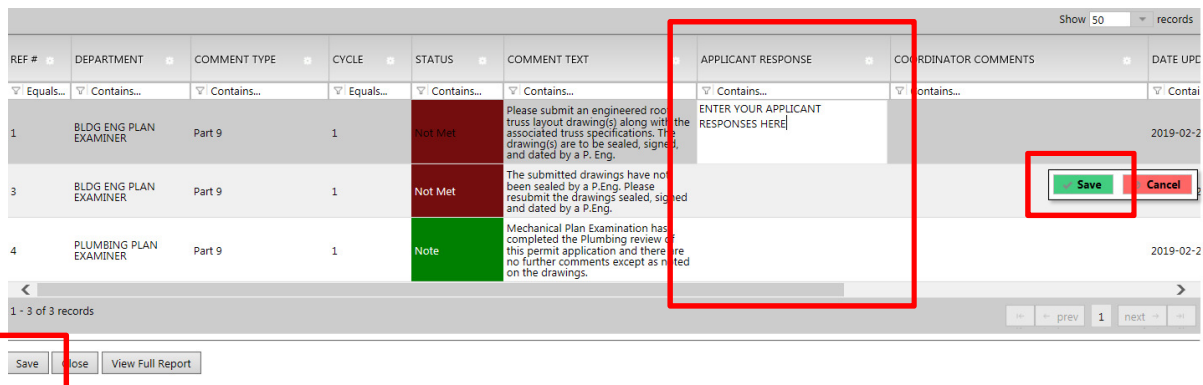 Show 50 records
REF # DEPARTMENT COMMENT TYPE CYCLE STATUS COMMENT TEXT APPLICANT RESPONSE COORDINATOR COMMENTS DATE UPD
Equals... Contains... Contains... Equals... Contains... Contains... Contains... Contains... Contai
1 BLDG ENG PLAN EXAMINER Part 9 1 Not Met
Please submit an engineered roof
truss layout drawing(s) along with the
associated truss specifications. The
drawing(s) are to be sealed, signed,
and dated by a P. Eng.
ENTER YOUR APPLICANT
RESPONSES HERE
2019-02-2
3 BLDG ENG PLAN EXAMINER Part 9 1 Not Met
The submitted drawings have not
been sealed by a P.Eng. Please
resubmit the drawings sealed, signed
and dated by a P.Eng.
Save Cancel
4 PLUMBING PLAN EXAMINER Part 9 1 Note
Mechanical Plan Examination has
completed the Plumbing review of
this permit application and there are
no further comments except as noted
on the drawings.
2019-02-2
1 - 3 of 3 records
prev 1 next
Save Close View Full Report